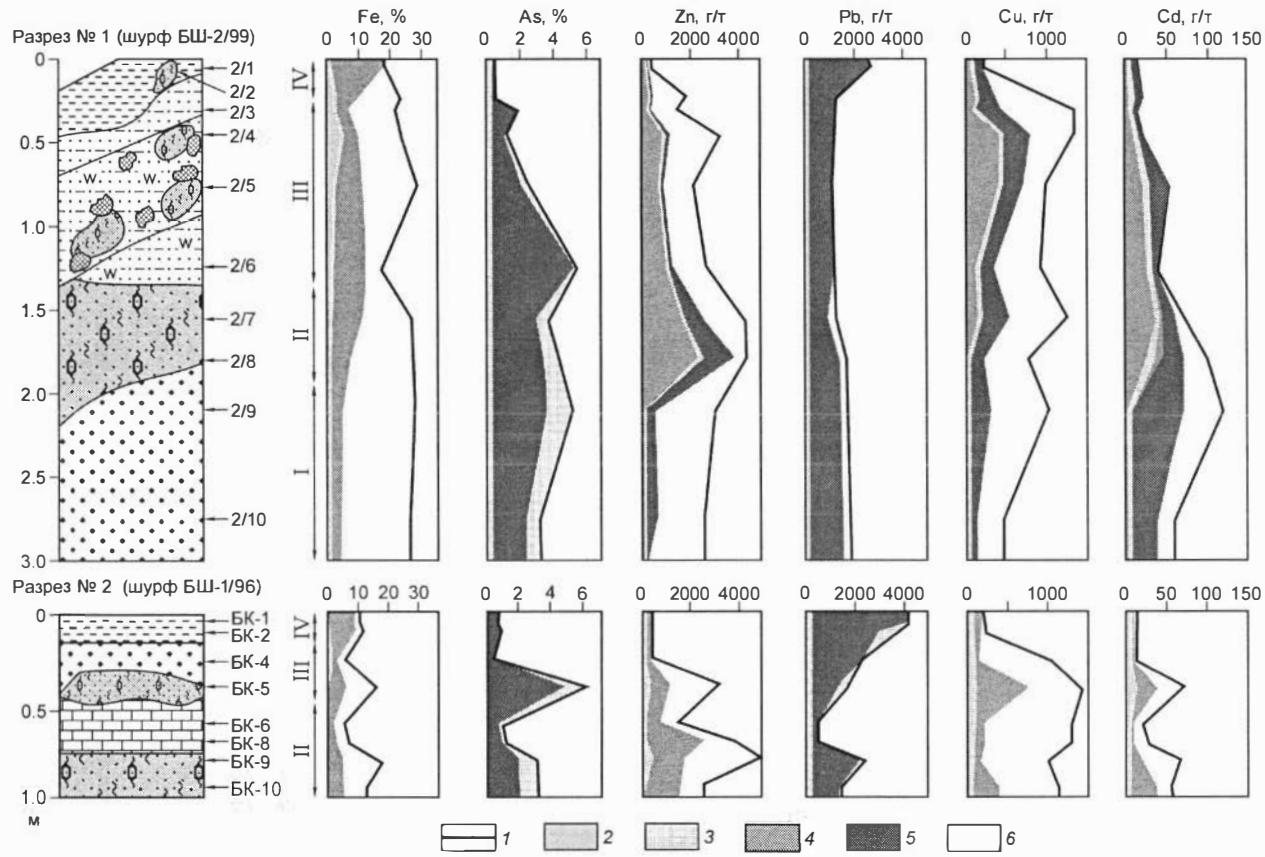 Fe, % As, % Zn, г/т Pb, г/т Cu, г/т Cd, г/т
Разрез № 1 (шурф БШ-2/99) 0 10 20 30 0 2 4 6 0 2000 4000 0 2000 4000 0 1000 0 50 100 150
0
2/1
2/2
2/3
2/4
0.5
2/5
w w
1.0
w
2/6
w
1.5
2/7
2/8
2.0
2/9
2.5
2/10
3.0
IV
III
II
I
Разрез № 2 (шурф БШ-1/96) 0 10 20 30 0 2 4 6 0 2000 4000 0 2000 4000 0 1000 0 50 100 150
0
БК-1
БК-2
БК-4
БК-5
0.5
БК-6
БК-8
БК-9
БК-10
1.0
м
IV
III
II
1 2 3 4 5 6